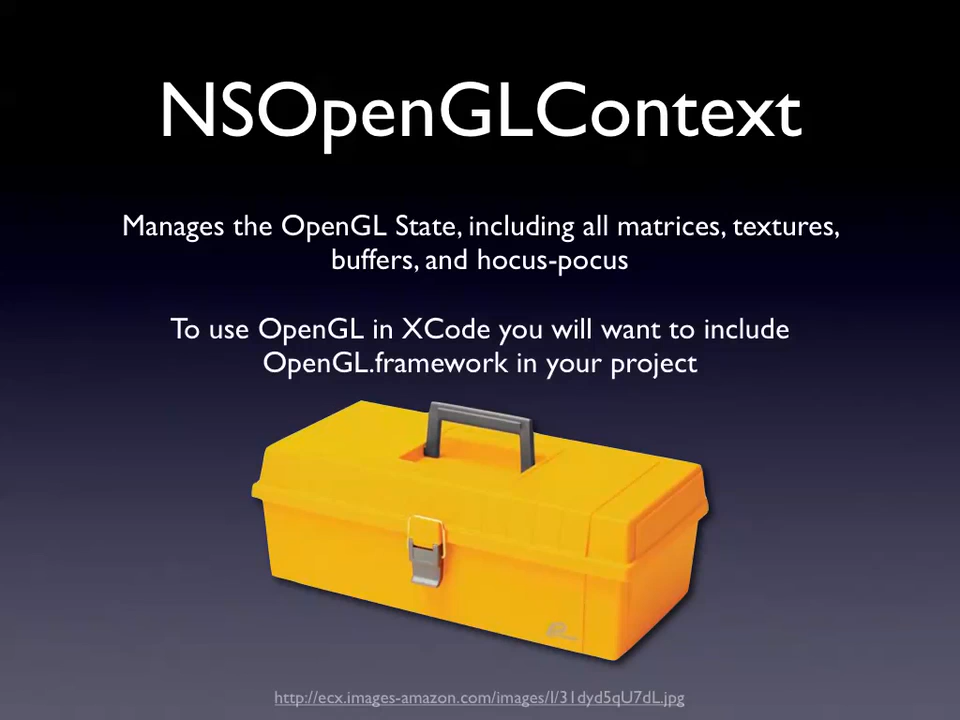 NSOpenGLContext
Manages the OpenGL State, including all matrices, textures,
buffers, and hocus-pocus
To use OpenGL in XCode you will want to include
OpenGL.framework in your project
http://ecx.images-amazon.com/images/I/31dyd5qU7dL.jpg